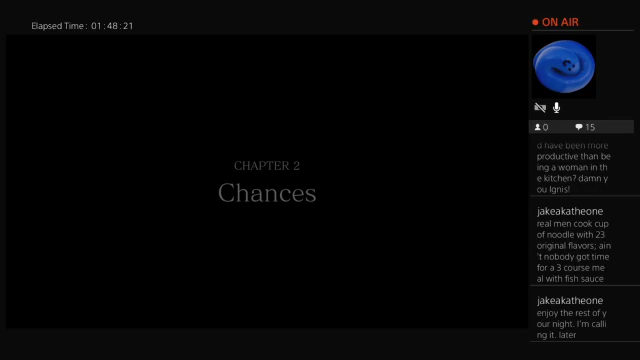 Elapsed Time : 01:48:21
CHAPTER 2
Chances
ON AIR
0 15
d have been more
productive than be
ing a woman in th
e kitchen? damn y
ou Ignis!
jakeakatheone
real men cook cup
of noodle with 23
original flavors; ain
't nobody got time
for a 3 course me
al with fish sauce
jakeakatheone
enjoy the rest of y
our night. I'm calli
ng it. later